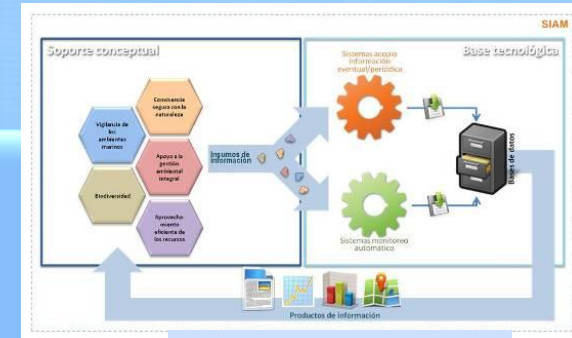 SIAM
Soporte conceptual
Base tecnológica
Sistemas acopio
información
eventual/periódica
Convivencia
segura con la
naturaleza
Vigilancia de
los
ambientes
marinos
Apoyo a la
gestión
ambiental
integral
Biodiversidad
Aprovecha-
miento
eficiente de
los recursos
Insumos de
información
Bases de datos
Sistemas monitoreo
automático
Productos de información